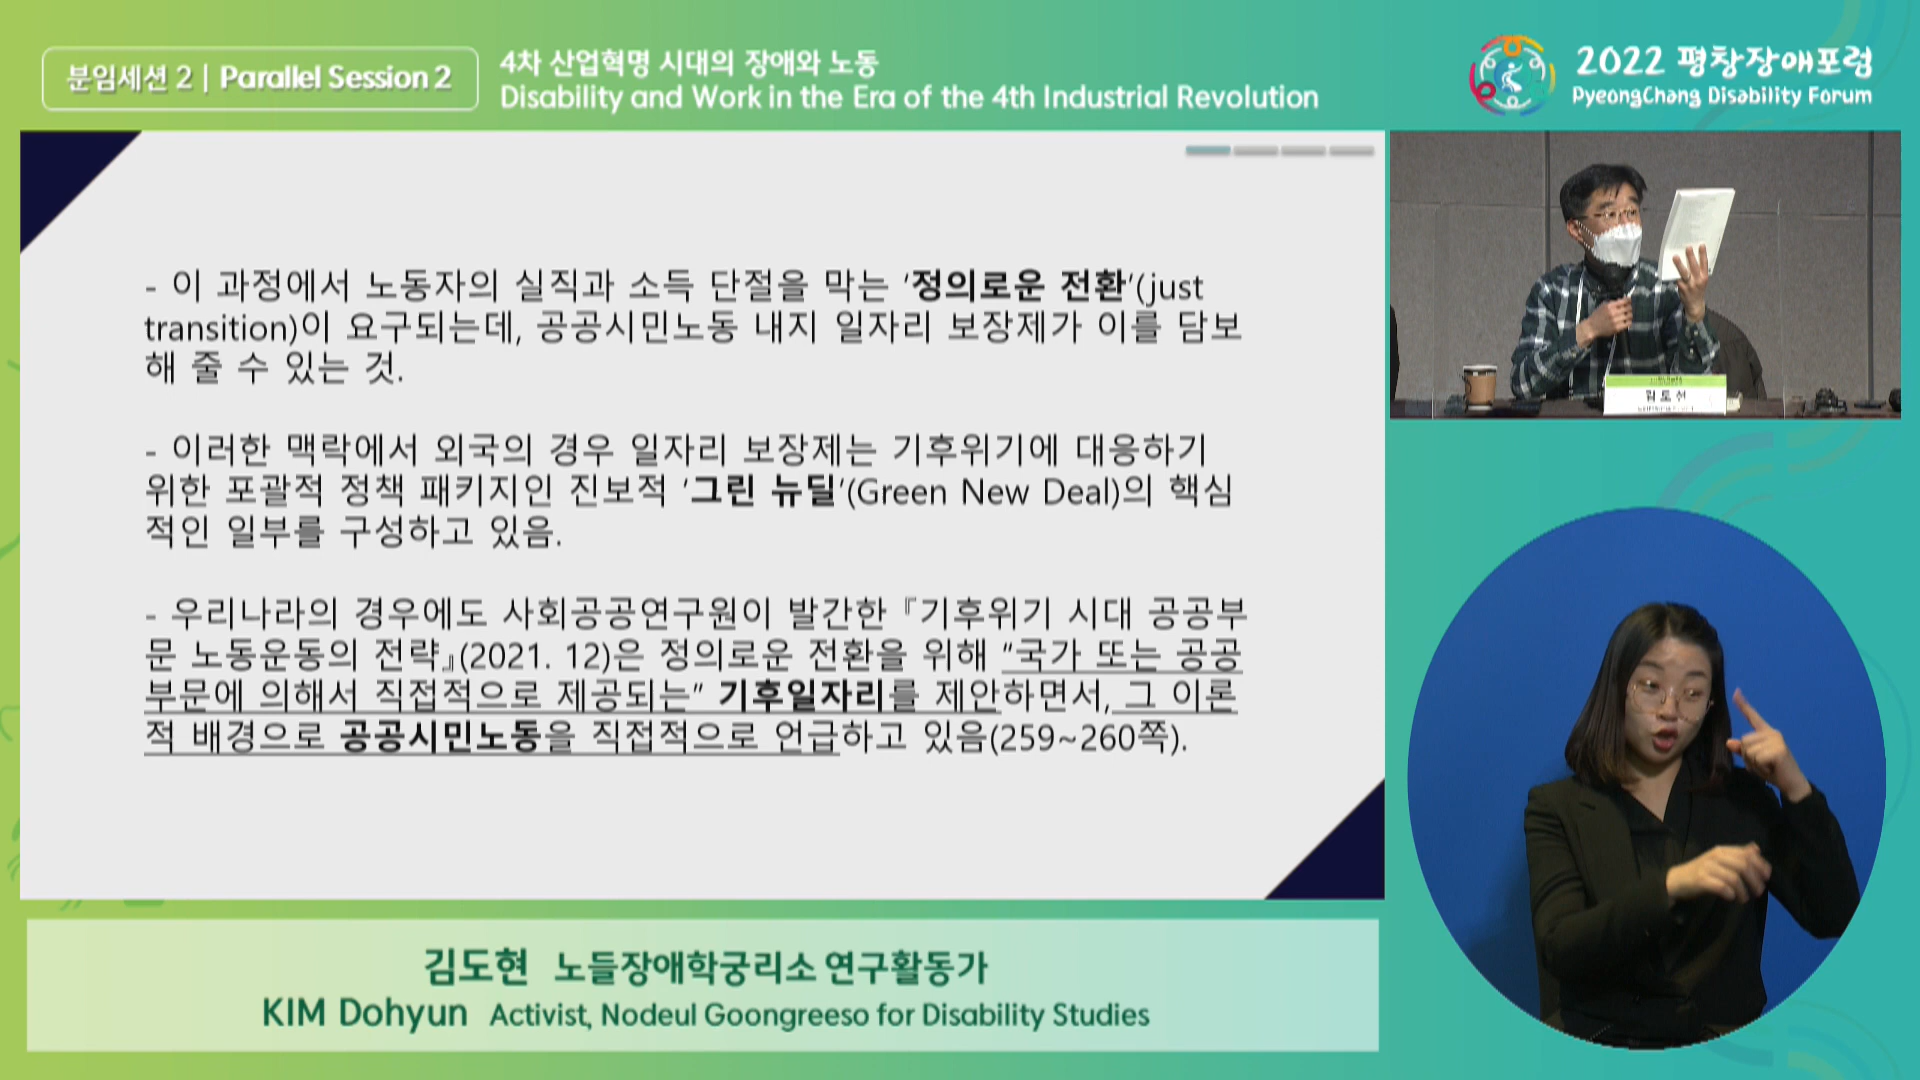 분임세션 2 | Parallel Session 2
4차 산업혁명 시대의 장애와 노동
Disability and Work in the Era of the 4th Industrial Revolution
2022 평창장애포럼
PyeongChang Disability Forum
- 이 과정에서 노동자의 실직과 소득 단절을 막는 ‘정의로운 전환’(just
transition)이 요구되는데, 공공시민노동 내지 일자리 보장제가 이를 담보
해 줄 수 있는 것.
- 이러한 맥락에서 외국의 경우 일자리 보장제는 기후위기에 대응하기
위한 포괄적 정책 패키지인 진보적 ‘그린 뉴딜’(Green New Deal)의 핵심
적인 일부를 구성하고 있음.
- 우리나라의 경우에도 사회공공연구원이 발간한 『기후위기 시대 공공부
문 노동운동의 전략』(2021. 12)은 정의로운 전환을 위해 “국가 또는 공공
부문에 의해서 직접적으로 제공되는” 기후일자리를 제안하면서, 그 이론
적 배경으로 공공시민노동을 직접적으로 언급하고 있음(259~260쪽).
김도현
김도현 노들장애학궁리소 연구활동가
KIM Dohyun Activist, Nodeul Goongreeso for Disability Studies